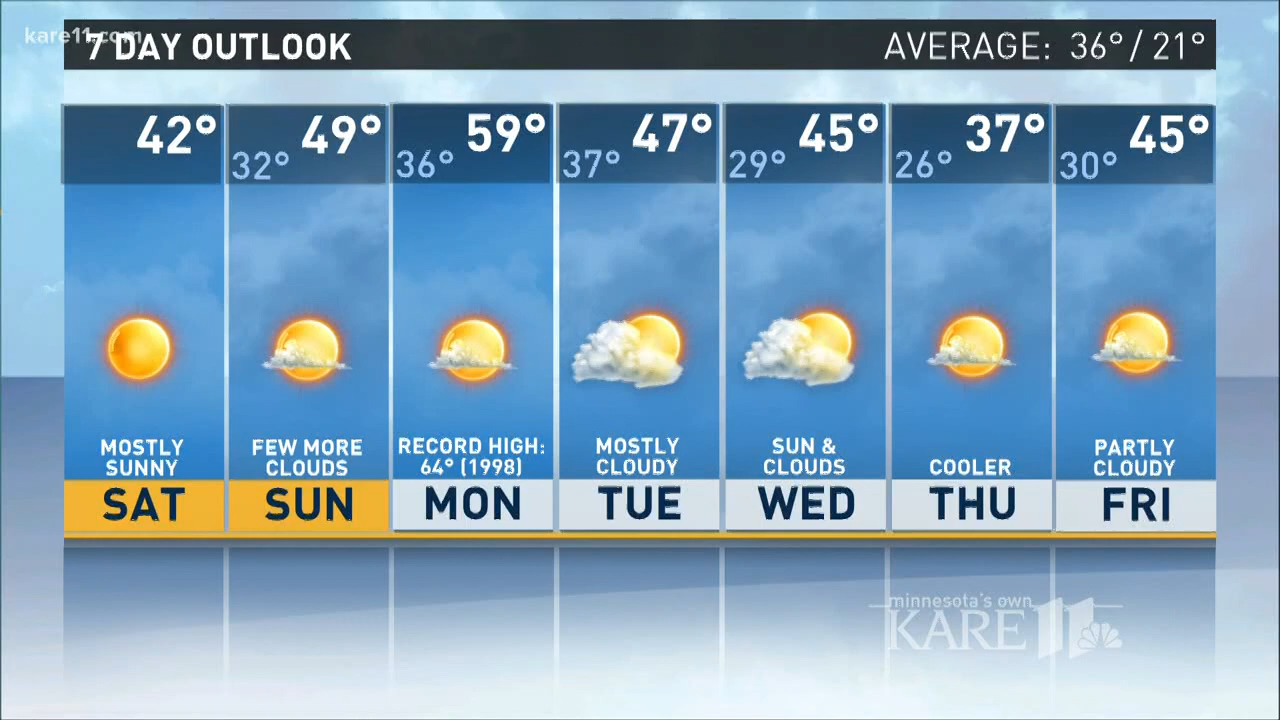 kare11.com
7 DAY OUTLOOK
AVERAGE: 36°/21°
42°
32° 49°
36° 59°
37° 47°
29° 45°
26° 37°
30° 45°
MOSTLY
SUNNY
FEW MORE
CLOUDS
RECORD HIGH:
64° (1998)
MOSTLY
CLOUDY
SUN &
CLOUDS
COOLER
PARTLY
CLOUDY
SAT
SUN
MON
TUE
WED
THU
FRI
minnesota's own
KARE 11